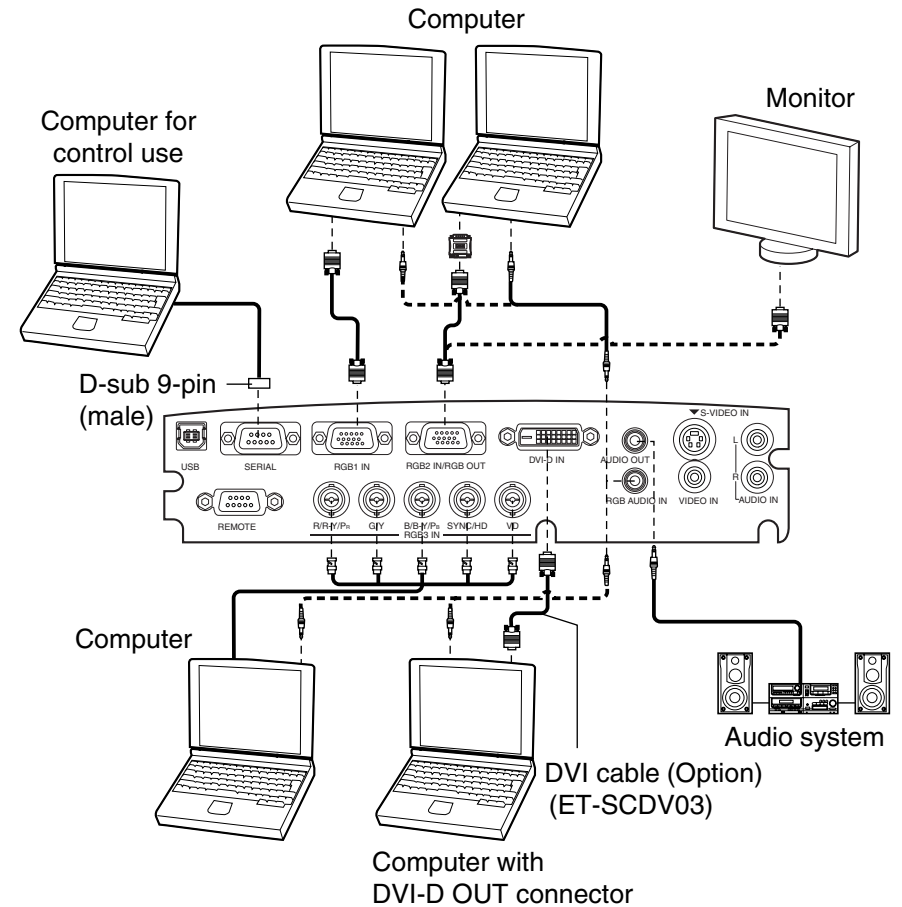 Computer
Monitor
Computer for
control use
D-sub 9-pin
(male)
S-VIDEO IN
L
USB
SERIAL
RGB1 IN
RGB2 IN/RGB OUT
DVI-D IN
AUDIO OUT
R
REMOTE
RGB AUDIO IN
VIDEO IN
AUDIO IN
R/R-Y/PR
G/Y
B/B-Y/PB
SYNC/HD
VD
RGB3 IN
Computer
Audio system
DVI cable (Option)
(ET-SCDV03)
Computer with
DVI-D OUT connector